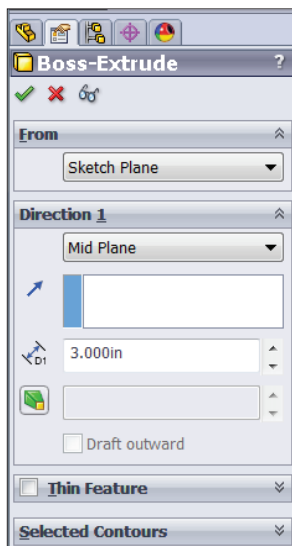 Boss-Extrude ?
From
Sketch Plane
Direction 1
Mid Plane
D1 3.000in
Draft outward
Thin Feature
Selected Contours